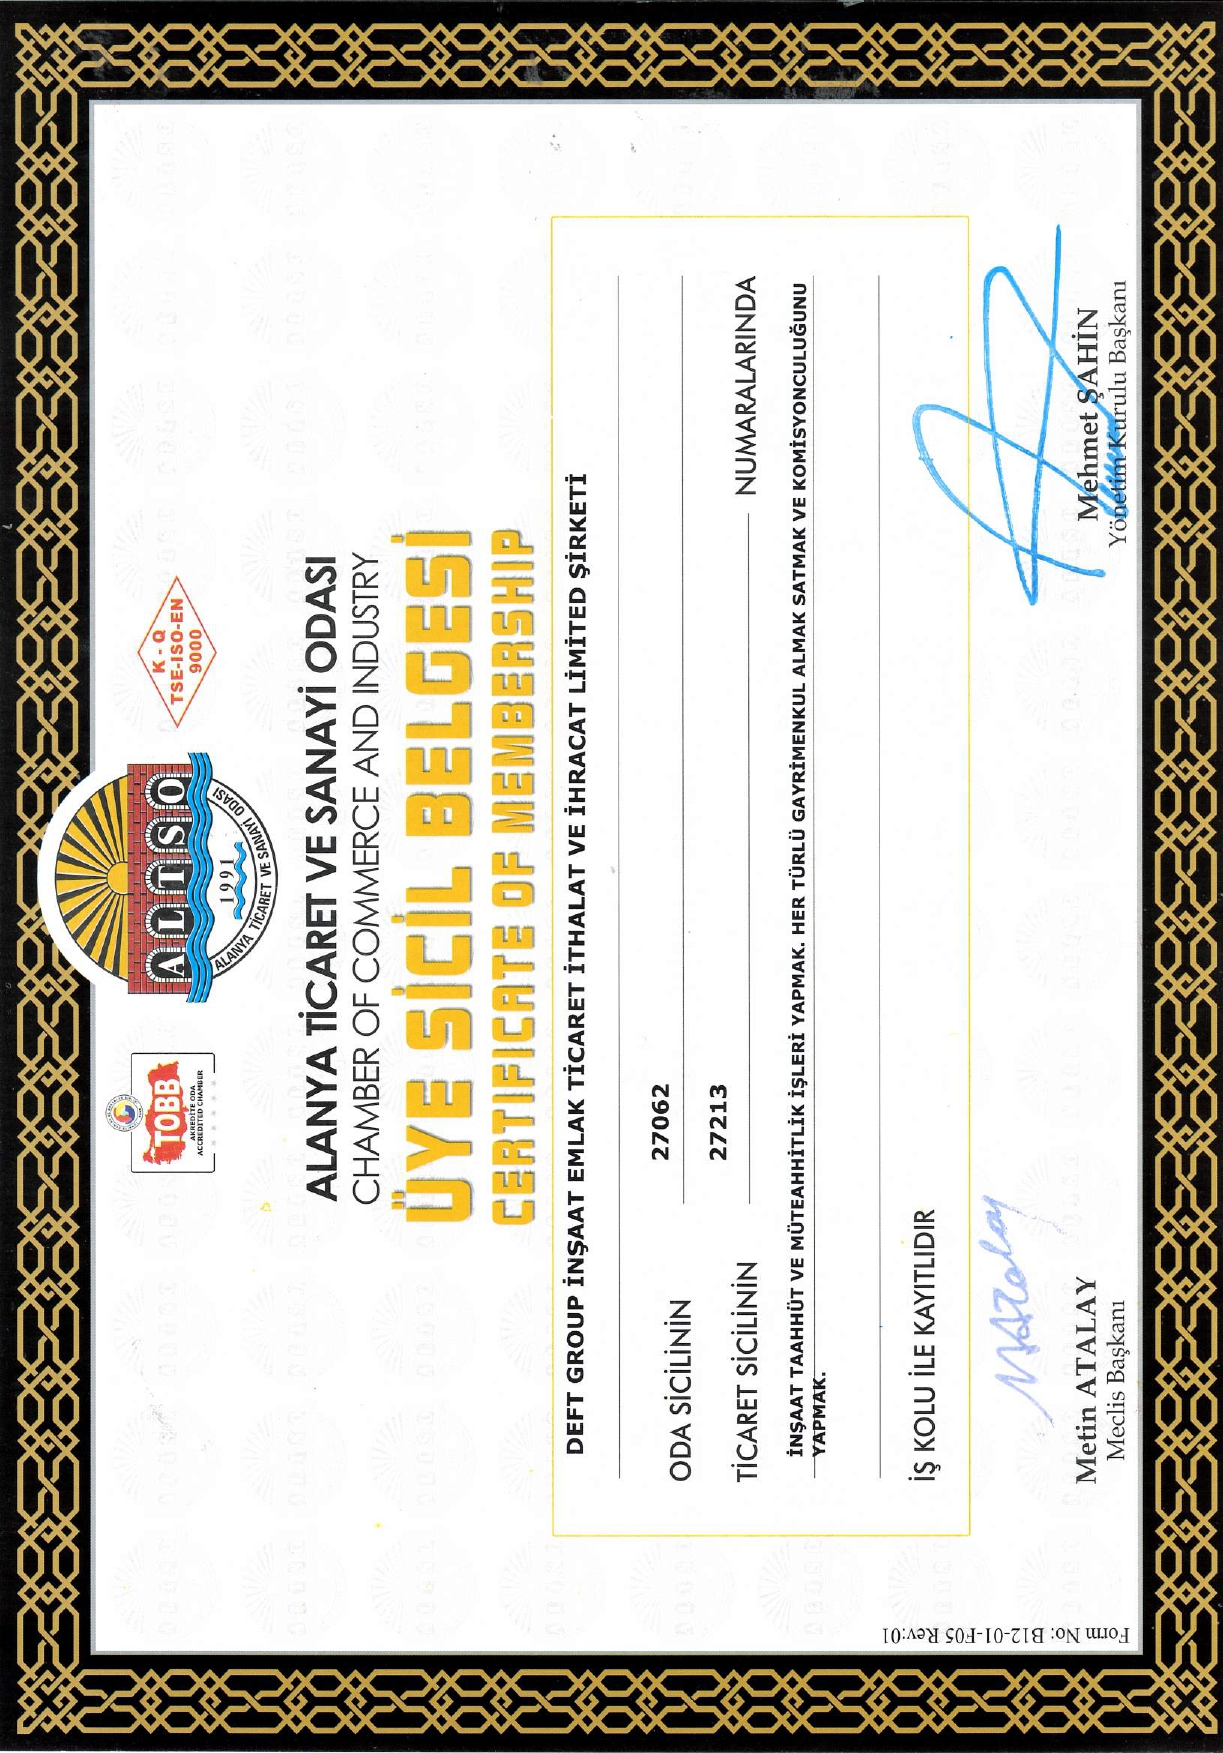 TOBB
AKREDİTE ODA
ACCREDITED CHAMBER
ALTSO
1991
ALANYA TİCARET VE SANAYİ ODASI
K - Q
TSE-ISO-EN
9000
ALANYA TİCARET VE SANAYİ ODASI
CHAMBER OF COMMERCE AND INDUSTRY
ÜYE SİCİL BELGESİ
CERTIFICATE OF MEMBERSHIP
DEFT GROUP İNŞAAT EMLAK TİCARET İTHALAT VE İHRACAT LİMİTED ŞİRKETİ
27062
ODA SİCİLİNİN
27213
TİCARET SİCİLİNİN NUMARALARINDA
İNŞAAT TAAHHÜT VE MÜTEAHHİTLİK İŞLERİ YAPMAK. HER TÜRLÜ GAYRİMENKUL ALMAK SATMAK VE KOMİSYONCULUĞUNU
YAPMAK.
İŞ KOLU İLE KAYITLIDIR
Form No: B12-01-F05 Rev:01
M Atalay
Metin ATALAY
Meclis Başkanı
Mehmet ŞAHİN
Yönetim Kurulu Başkanı